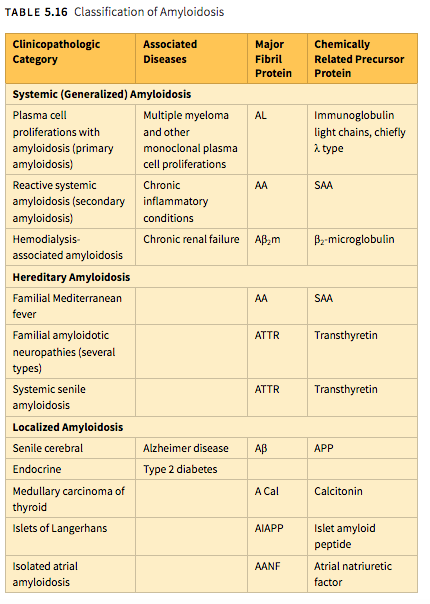 TABLE 5.16 Classification of Amyloidosis
Clinicopathologic Category Associated Diseases Major Fibril Protein Chemically Related Precursor Protein
Systemic (Generalized) Amyloidosis
Plasma cell proliferations with amyloidosis (primary amyloidosis) Multiple myeloma and other monoclonal plasma cell proliferations AL Immunoglobulin light chains, chiefly λ type
Reactive systemic amyloidosis (secondary amyloidosis) Chronic inflammatory conditions AA SAA
Hemodialysis-associated amyloidosis Chronic renal failure Aβ₂m β₂-microglobulin
Hereditary Amyloidosis
Familial Mediterranean fever AA SAA
Familial amyloidotic neuropathies (several types) ATTR Transthyretin
Systemic senile amyloidosis ATTR Transthyretin
Localized Amyloidosis
Senile cerebral Alzheimer disease Aβ APP
Endocrine Type 2 diabetes
Medullary carcinoma of thyroid A Cal Calcitonin
Islets of Langerhans AIAPP Islet amyloid peptide
Isolated atrial amyloidosis AANF Atrial natriuretic factor